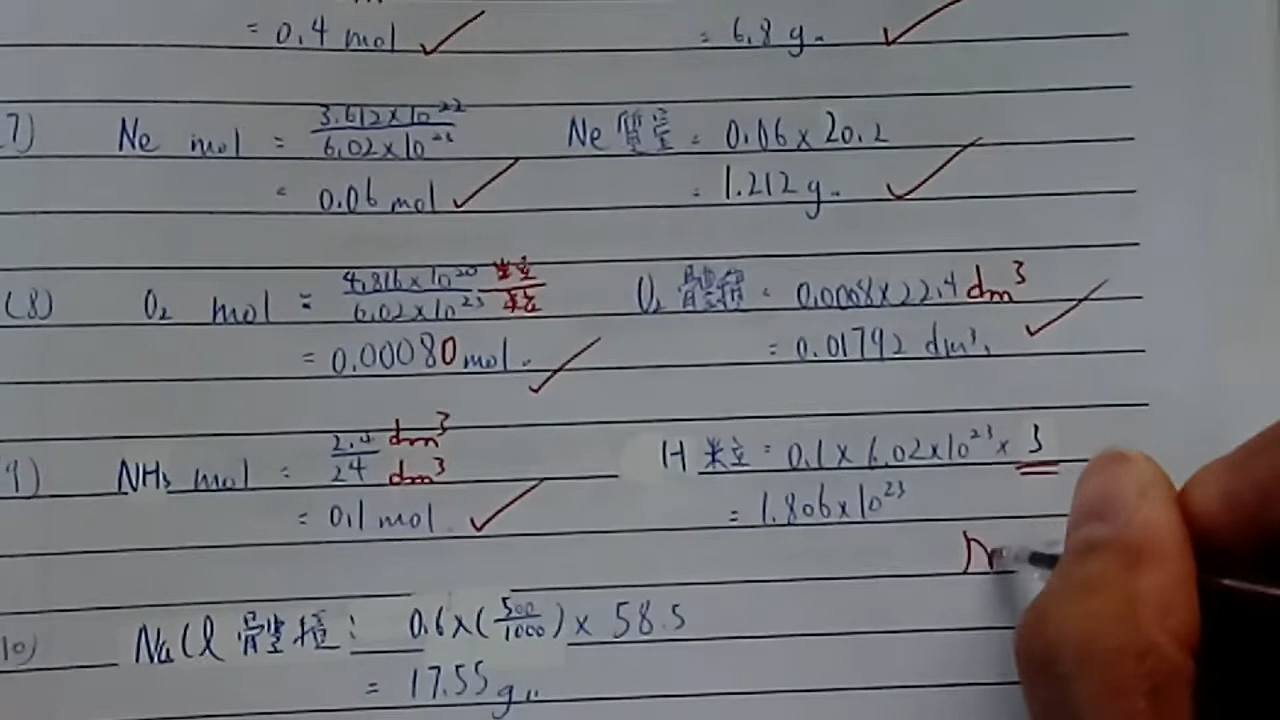 = 0.4 mol ✓ = 6.8 g. ✓
7) Ne mol = 3.612×10²²/6.02×10²³ Ne 質量 = 0.06×20.2
= 0.06 mol ✓ = 1.212 g. ✓
(8) O₂ mol = 4.816×10²⁰/6.02×10²³ 粒/粒 O₂ 體積 = 0.0008×22.4 dm³
= 0.00080 mol. ✓ = 0.01792 dm³. ✓
9) NH₃ mol = 2.4 dm³/24 dm³ H 粒 = 0.1×6.02×10²³×3
= 0.1 mol ✓ = 1.806×10²³
N
10) NaCl 體積: 0.6×(500/1000)×58.5
= 17.55 g.